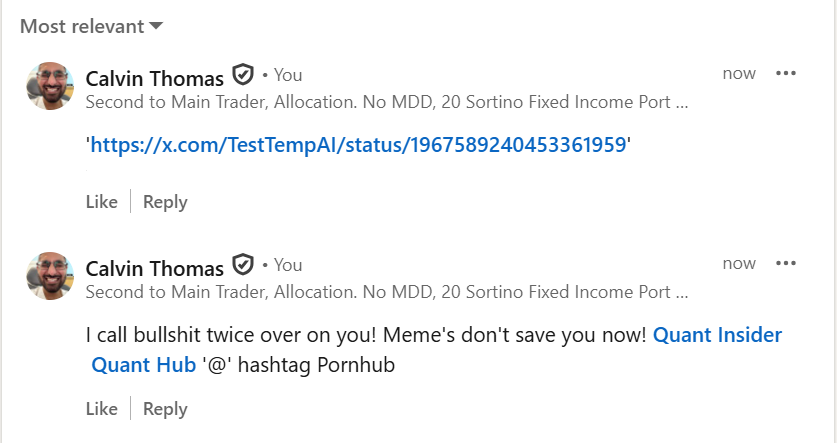 Most relevant
Calvin Thomas • You
now
Second to Main Trader, Allocation. No MDD, 20 Sortino Fixed Income Port ...
'https://x.com/TestTempAI/status/1967589240453361959'
Like Reply
Calvin Thomas • You
now
Second to Main Trader, Allocation. No MDD, 20 Sortino Fixed Income Port ...
I call bullshit twice over on you! Meme's don't save you now! Quant Insider
Quant Hub '@' hashtag Pornhub
Like Reply